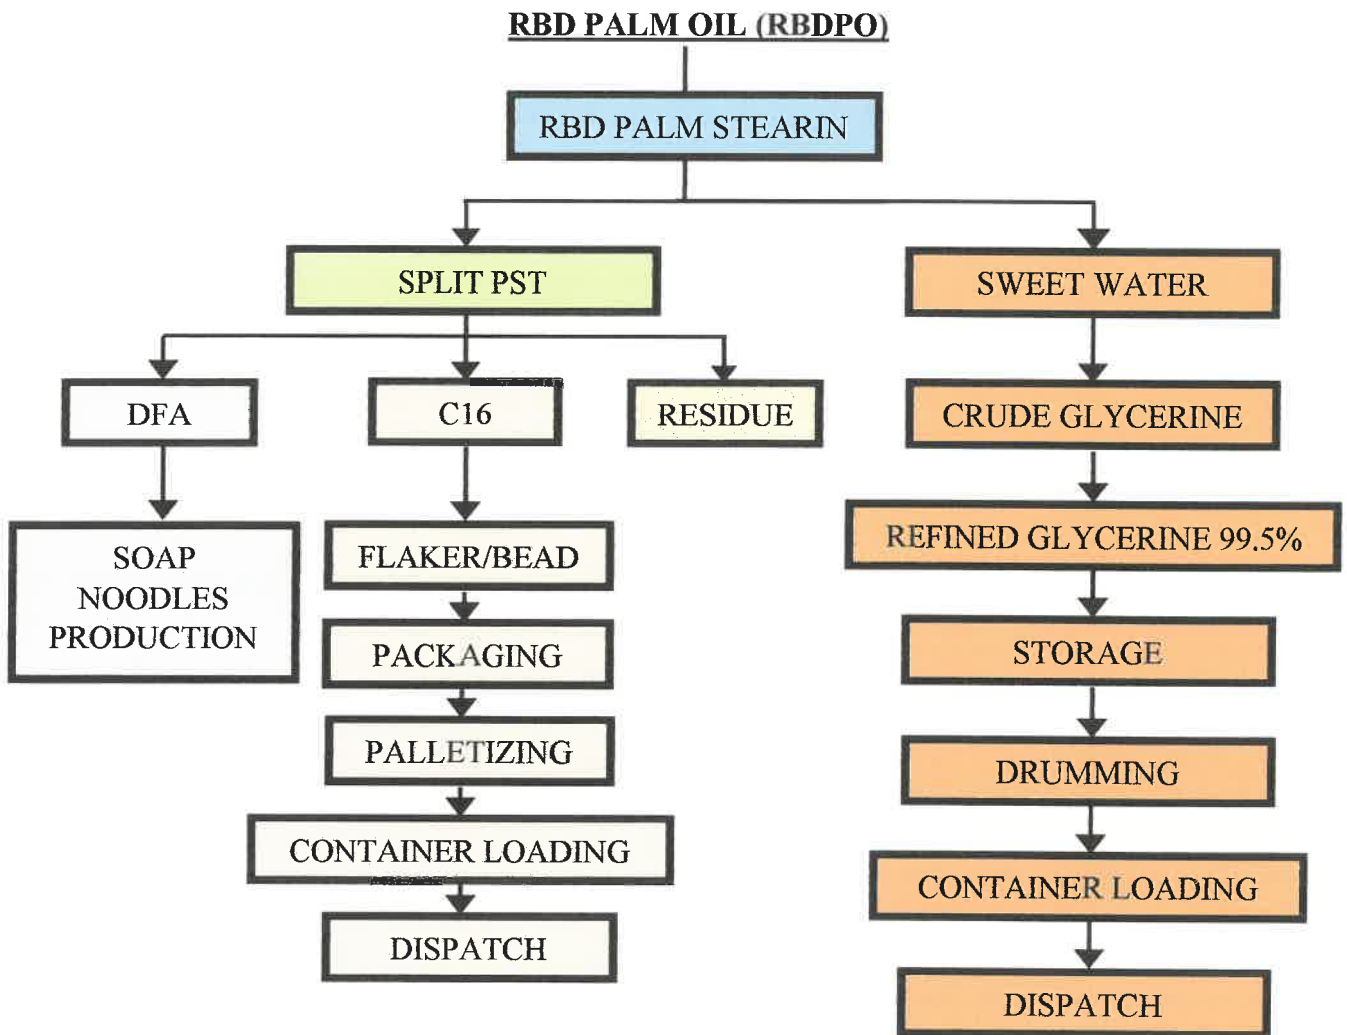 RBD PALM OIL (RBDPO)
RBD PALM STEARIN
SPLIT PST
SWEET WATER
DFA
C16
RESIDUE
CRUDE GLYCERINE
SOAP
NOODLES
PRODUCTION
FLAKER/BEAD
REFINED GLYCERINE 99.5%
PACKAGING
STORAGE
PALLETIZING
DRUMMING
CONTAINER LOADING
CONTAINER LOADING
DISPATCH
DISPATCH